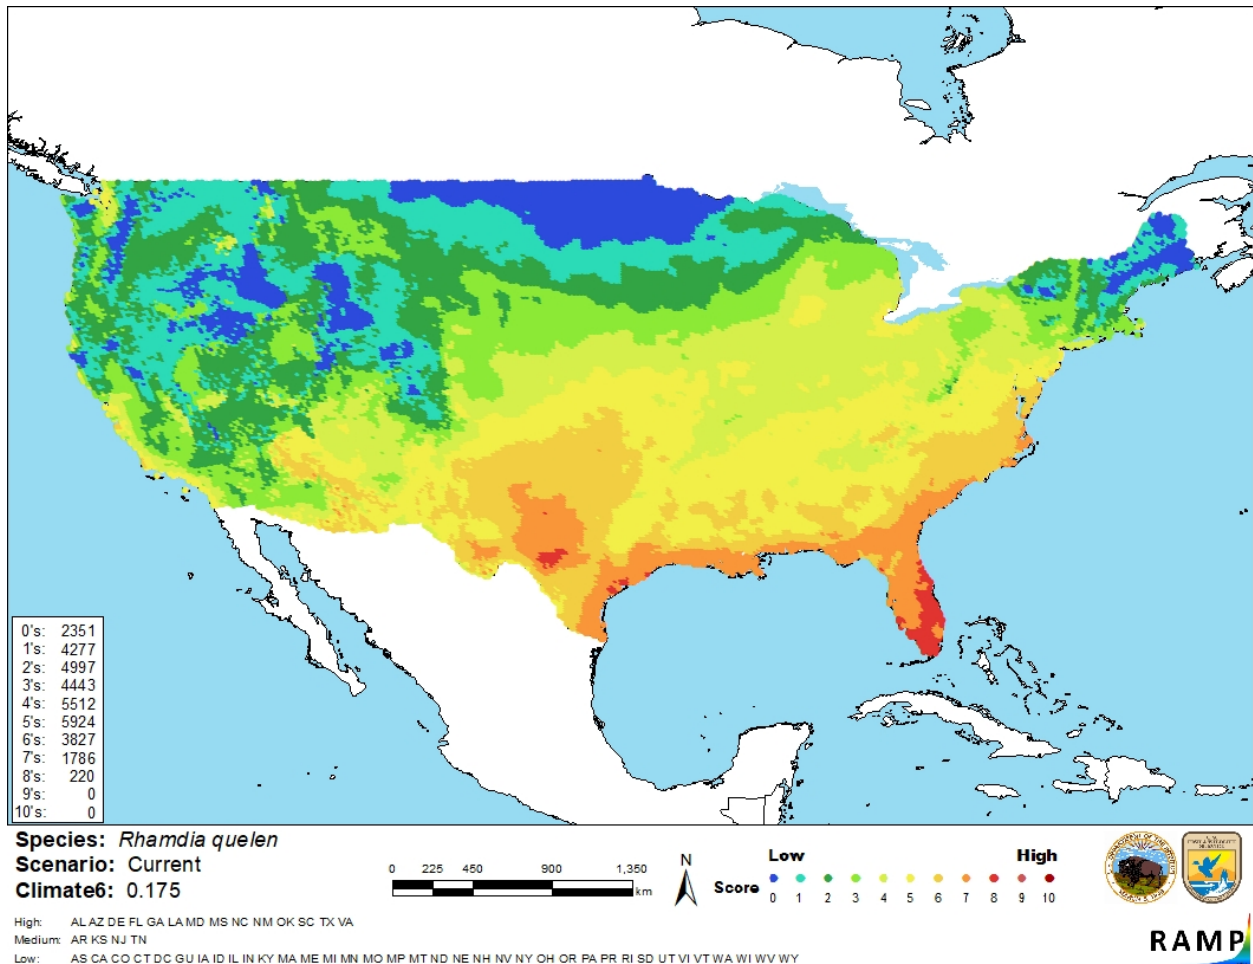 0's: 2351
1's: 4277
2's: 4997
3's: 4443
4's: 5512
5's: 5924
6's: 3827
7's: 1786
8's: 220
9's: 0
10's: 0
Species: Rhamdia quelen
Scenario: Current
Climate6: 0.175
0 225 450 900 1,350
km
N
Low High
Score 0 1 2 3 4 5 6 7 8 9 10
High: AL AZ DE FL GA LA MD MS NC NM OK SC TX VA
Medium: AR KS NJ TN
Low: AS CA CO CT DC GU IA ID IL IN KY MA ME MI MN MO MP MT ND NE NH NV NY OH OR PA PR RI SD UT VI VT WA WI WV WY
RAMP